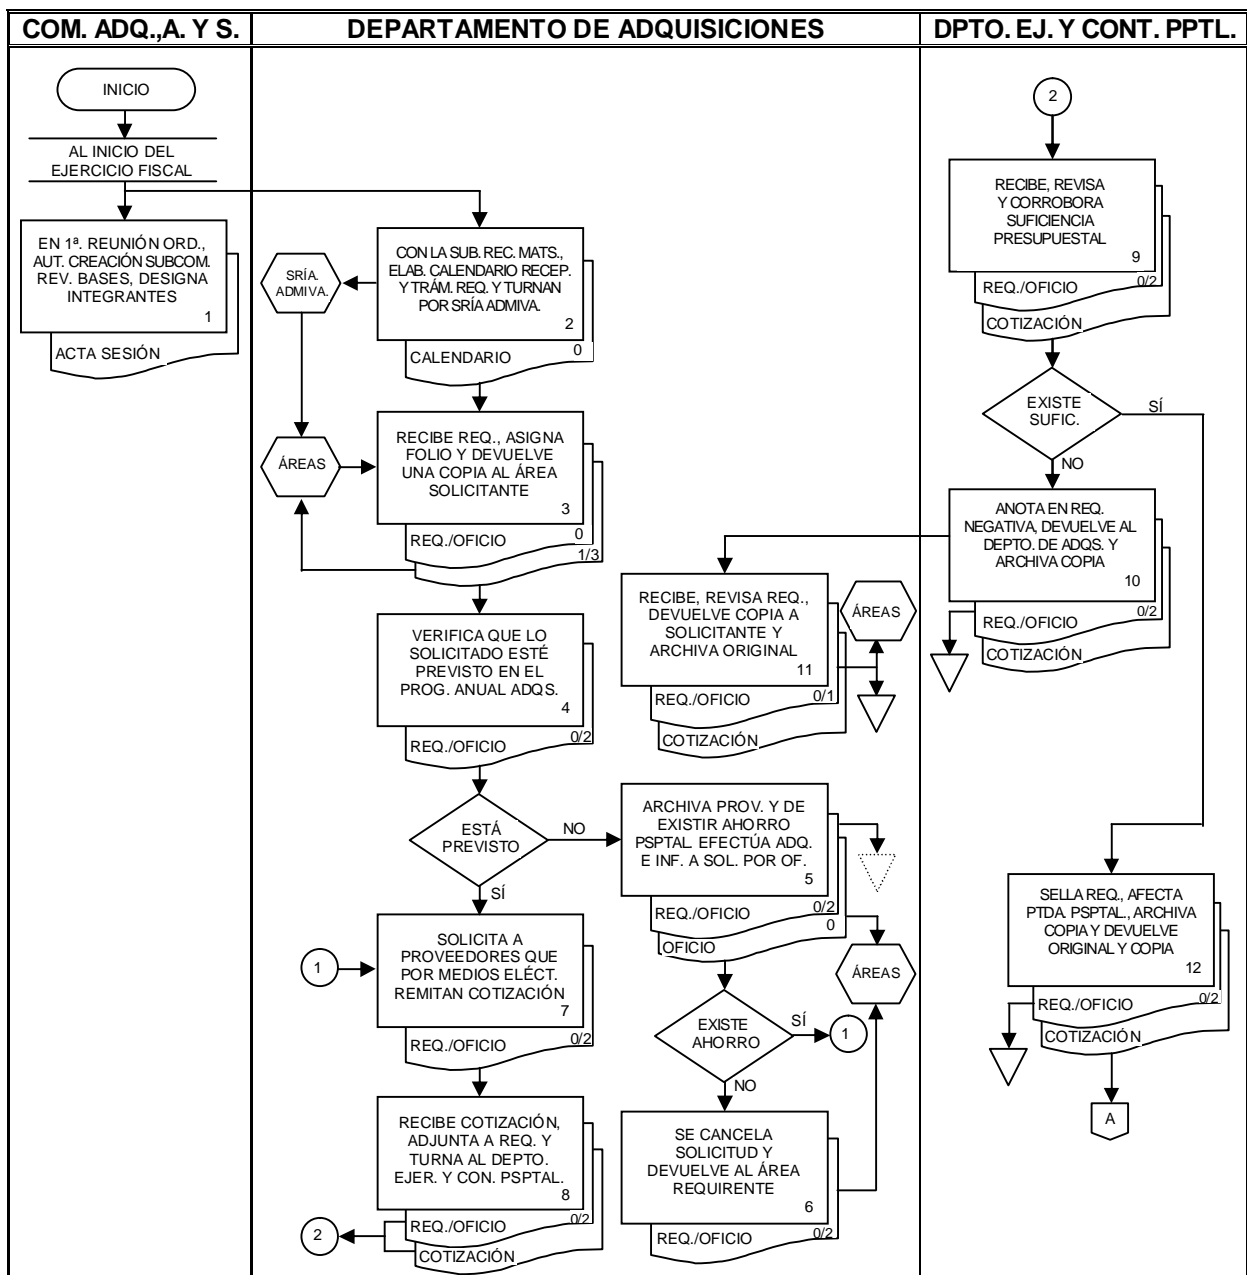 COM. ADQ.,A. Y S.
DEPARTAMENTO DE ADQUISICIONES
DPTO. EJ. Y CONT. PPTL.
INICIO
AL INICIO DEL
EJERCICIO FISCAL
EN 1ª. REUNIÓN ORD.,
AUT. CREACIÓN SUBCOM.
REV. BASES, DESIGNA
INTEGRANTES
1
ACTA SESIÓN
CON LA SUB. REC. MATS.,
ELAB. CALENDARIO RECEP.
Y TRÁM. REQ. Y TURNAN
POR SRÍA ADMIVA.
2
CALENDARIO
0
SRÍA.
ADMIVA.
ÁREAS
RECIBE REQ., ASIGNA
FOLIO Y DEVUELVE
UNA COPIA AL ÁREA
SOLICITANTE
3
REQ./OFICIO
0
1/3
VERIFICA QUE LO
SOLICITADO ESTÉ
PREVISTO EN EL
PROG. ANUAL ADQS.
4
REQ./OFICIO
0/2
ESTÁ
PREVISTO
NO
SÍ
1
SOLICITA A
PROVEEDORES QUE
POR MEDIOS ELÉCT.
REMITAN COTIZACIÓN
7
REQ./OFICIO
0/2
RECIBE COTIZACIÓN,
ADJUNTA A REQ. Y
TURNA AL DEPTO.
EJER. Y CON. PSPTAL.
8
REQ./OFICIO
0/2
COTIZACIÓN
2
RECIBE, REVISA REQ.,
DEVUELVE COPIA A
SOLICITANTE Y
ARCHIVA ORIGINAL
11
REQ./OFICIO
0/1
COTIZACIÓN
ÁREAS
ARCHIVA PROV. Y DE
EXISTIR AHORRO
PSPTAL. EFECTÚA ADQ.
E INF. A SOL. POR OF.
5
REQ./OFICIO
0/2
OFICIO
0
ÁREAS
EXISTE
AHORRO
SÍ
1
NO
SE CANCELA
SOLICITUD Y
DEVUELVE AL ÁREA
REQUIRENTE
6
REQ./OFICIO
0/2
2
RECIBE, REVISA
Y CORROBORA
SUFICIENCIA
PRESUPUESTAL
9
REQ./OFICIO
0/2
COTIZACIÓN
EXISTE
SUFIC.
SÍ
NO
ANOTA EN REQ.
NEGATIVA, DEVUELVE AL
DEPTO. DE ADQS. Y
ARCHIVA COPIA
10
REQ./OFICIO
0/2
COTIZACIÓN
SELLA REQ., AFECTA
PTDA. PSPTAL., ARCHIVA
COPIA Y DEVUELVE
ORIGINAL Y COPIA
12
REQ./OFICIO
0/2
COTIZACIÓN
A